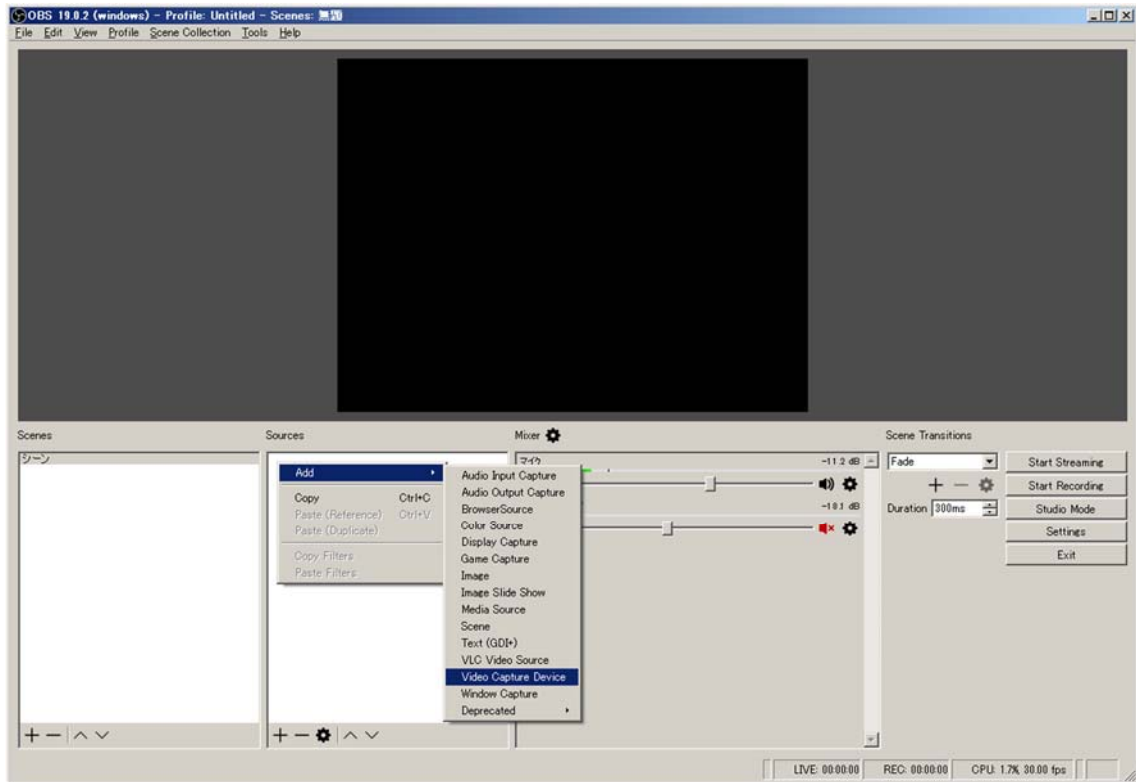 OBS 19.0.2 (windows) - Profile: Untitled - Scenes: 無題
File Edit View Profile Scene Collection Tools Help
Scenes
シーン
Sources
Add
Copy Ctrl+C
Paste (Reference) Ctrl+V
Paste (Duplicate)
Copy Filters
Paste Filters
Audio Input Capture
Audio Output Capture
BrowserSource
Color Source
Display Capture
Game Capture
Image
Image Slide Show
Media Source
Scene
Text (GDI+)
VLC Video Source
Video Capture Device
Window Capture
Deprecated
Mixer
マイク -11.2 dB
-18.1 dB
Scene Transitions
Fade
Duration 300ms
Start Streaming
Start Recording
Studio Mode
Settings
Exit
LIVE: 00:00:00 REC: 00:00:00 CPU: 1.7% 30.00 fps